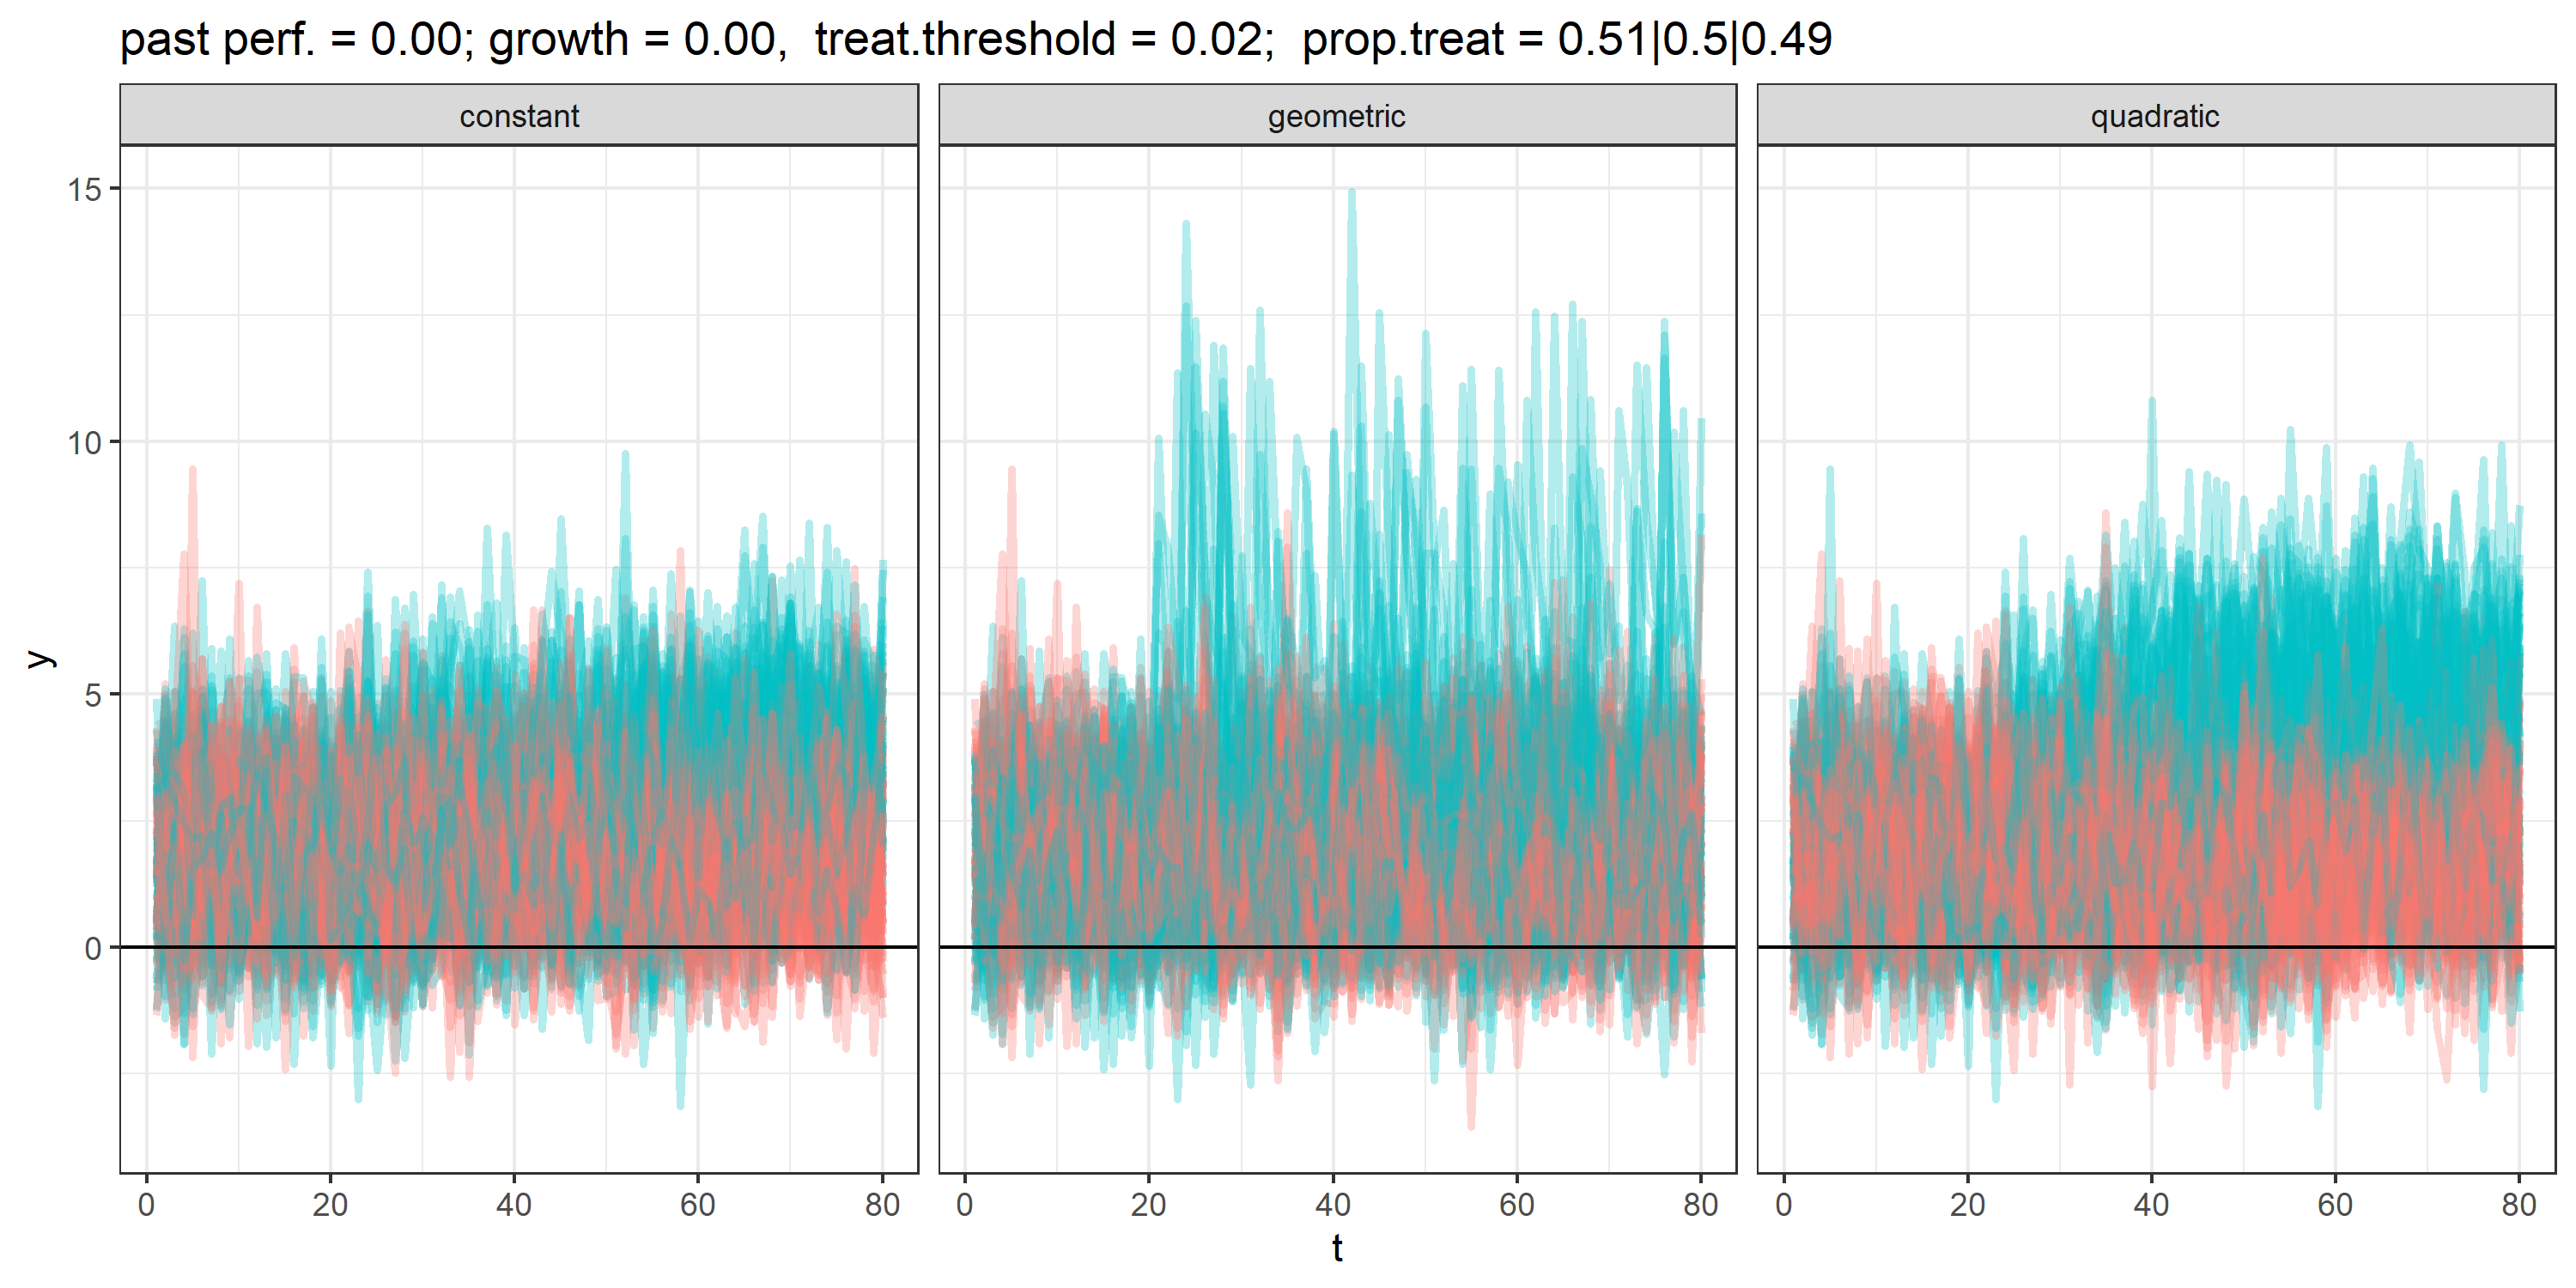 past perf. = 0.00; growth = 0.00,  treat.threshold = 0.02;  prop.treat = 0.51|0.5|0.49
constant geometric quadratic
15
10
5
0
y
0 20 40 60 80 0 20 40 60 80 0 20 40 60 80
t